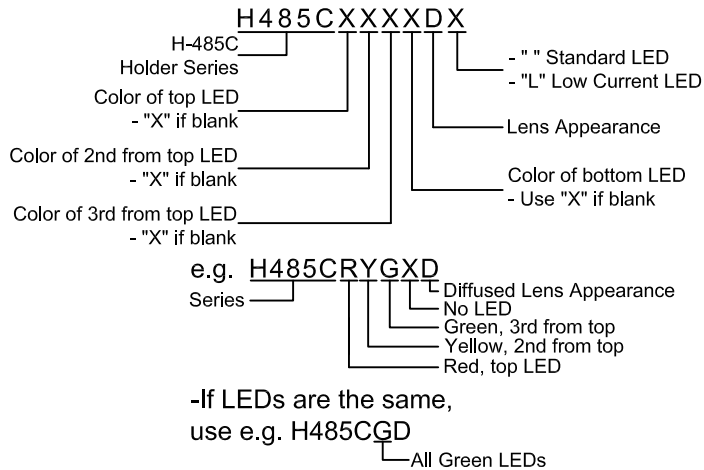 H485CXXXXDX
H-485C
Holder Series
- " " Standard LED
- "L" Low Current LED
Color of top LED
- "X" if blank
Lens Appearance
Color of 2nd from top LED
- "X" if blank
Color of bottom LED
- Use "X" if blank
Color of 3rd from top LED
- "X" if blank
e.g. H485CRYGXD
Series
Diffused Lens Appearance
No LED
Green, 3rd from top
Yellow, 2nd from top
Red, top LED
-If LEDs are the same,
use e.g. H485CGD
All Green LEDs